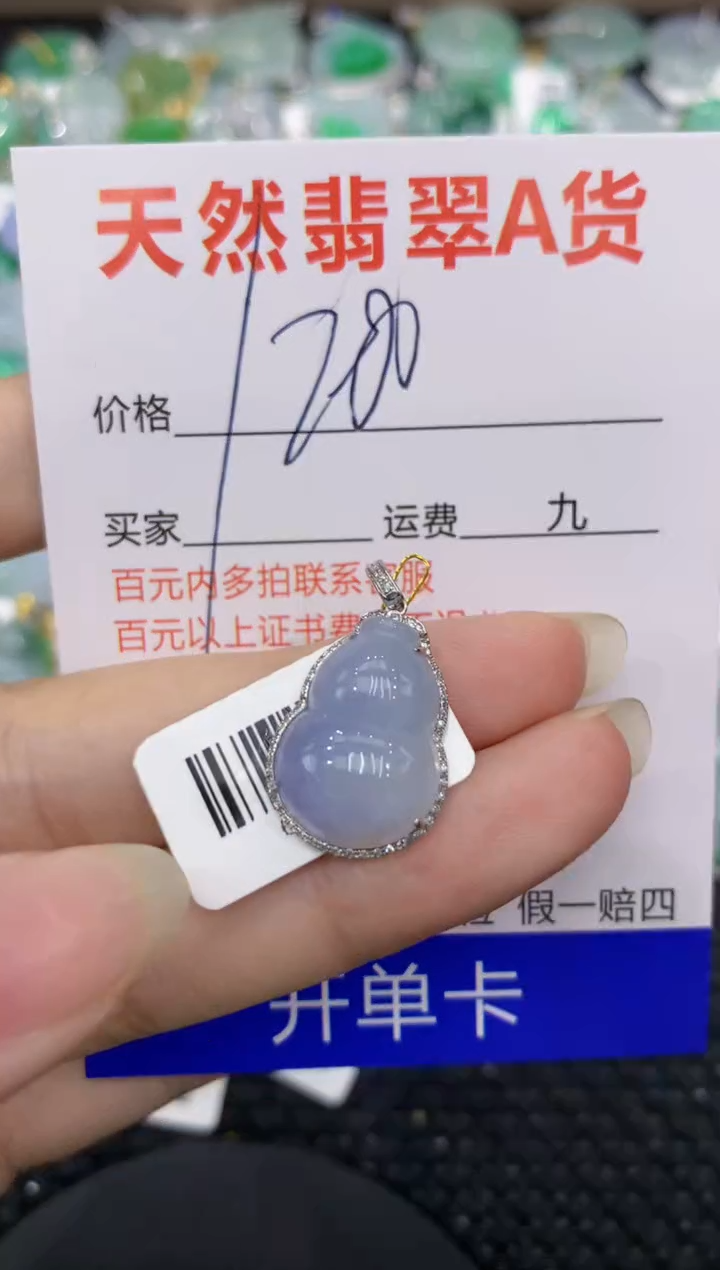 天然翡翠A货
价格
买家 运费 九
百元内多拍联系客服
百元以上证书费
假一赔四
开单卡